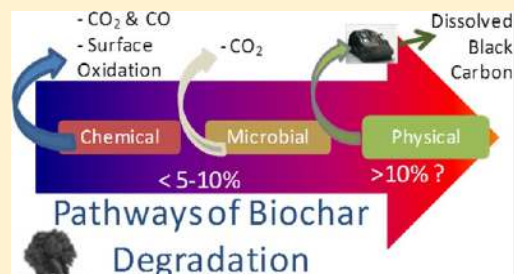 - CO₂ & CO
- Surface
Oxidation
- CO₂
Dissolved
Black
Carbon
Chemical
Microbial
Physical
< 5-10%
>10% ?
Pathways of Biochar
Degradation